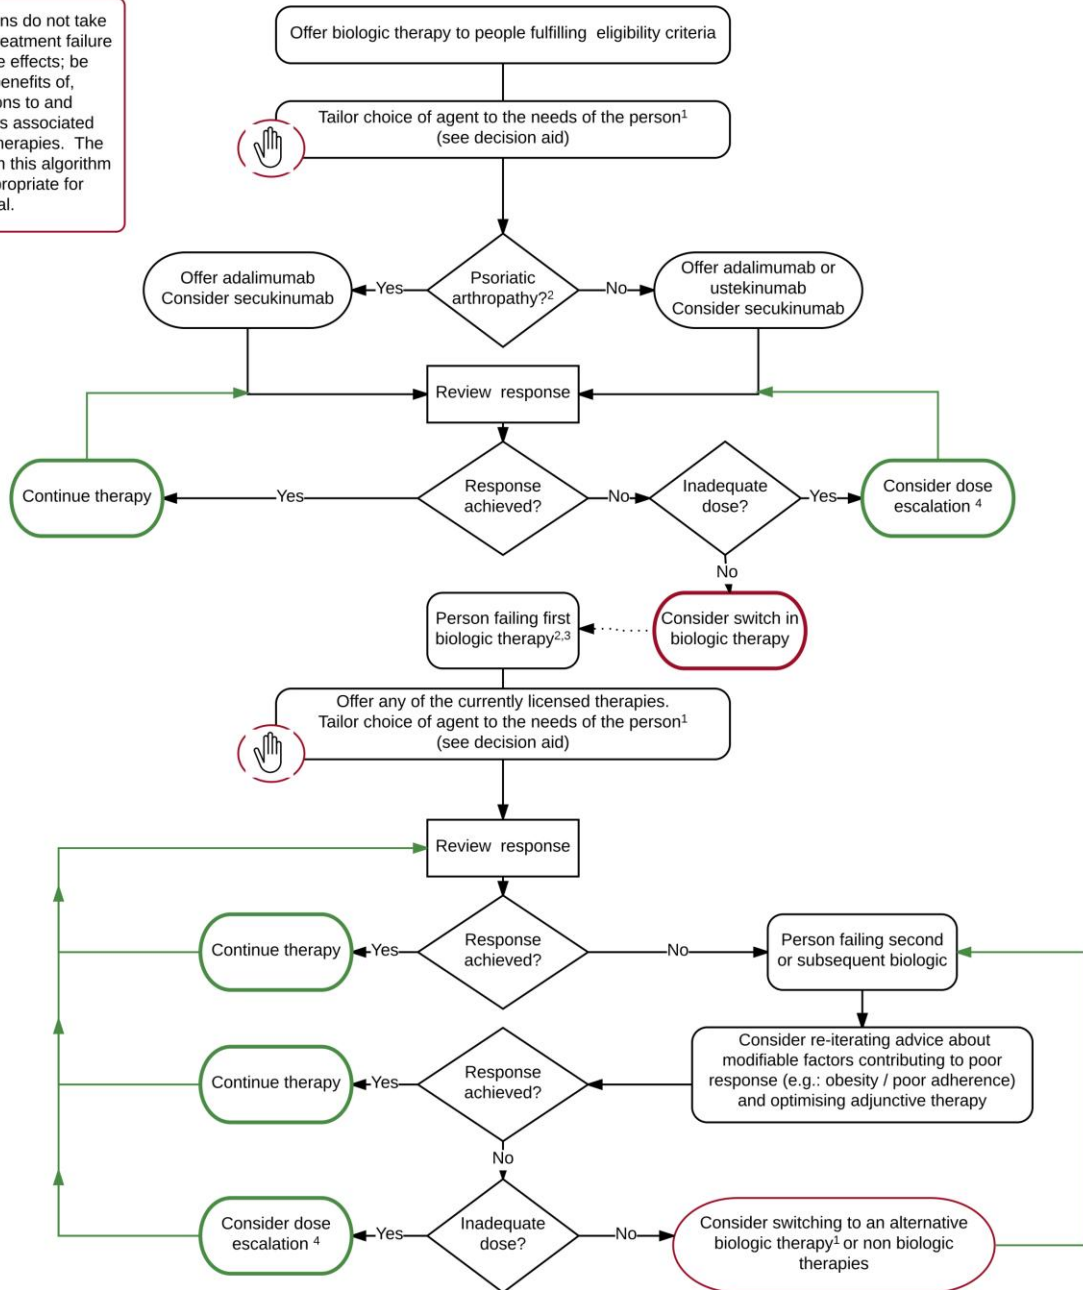 ns do not take
eatment failure
e effects; be
enefits of,
ons to and
s associated
herapies.  The
n this algorithm
propriate for
al.
Offer biologic therapy to people fulfilling  eligibility criteria
Tailor choice of agent to the needs of the person¹
(see decision aid)
Psoriatic
arthropathy?²
Yes
No
Offer adalimumab
Consider secukinumab
Offer adalimumab or
ustekinumab
Consider secukinumab
Review  response
Response
achieved?
Yes
No
Continue therapy
Inadequate
dose?
Yes
Consider dose
escalation ⁴
No
Consider switch in
biologic therapy
Person failing first
biologic therapy²,³
Offer any of the currently licensed therapies.
Tailor choice of agent to the needs of the person¹
(see decision aid)
Review  response
Response
achieved?
Yes
Continue therapy
No
Person failing second
or subsequent biologic
Consider re-iterating advice about
modifiable factors contributing to poor
response (e.g.: obesity / poor adherence)
and optimising adjunctive therapy
Response
achieved?
Yes
Continue therapy
No
Inadequate
dose?
Yes
Consider dose
escalation ⁴
No
Consider switching to an alternative
biologic therapy¹ or non biologic
therapies